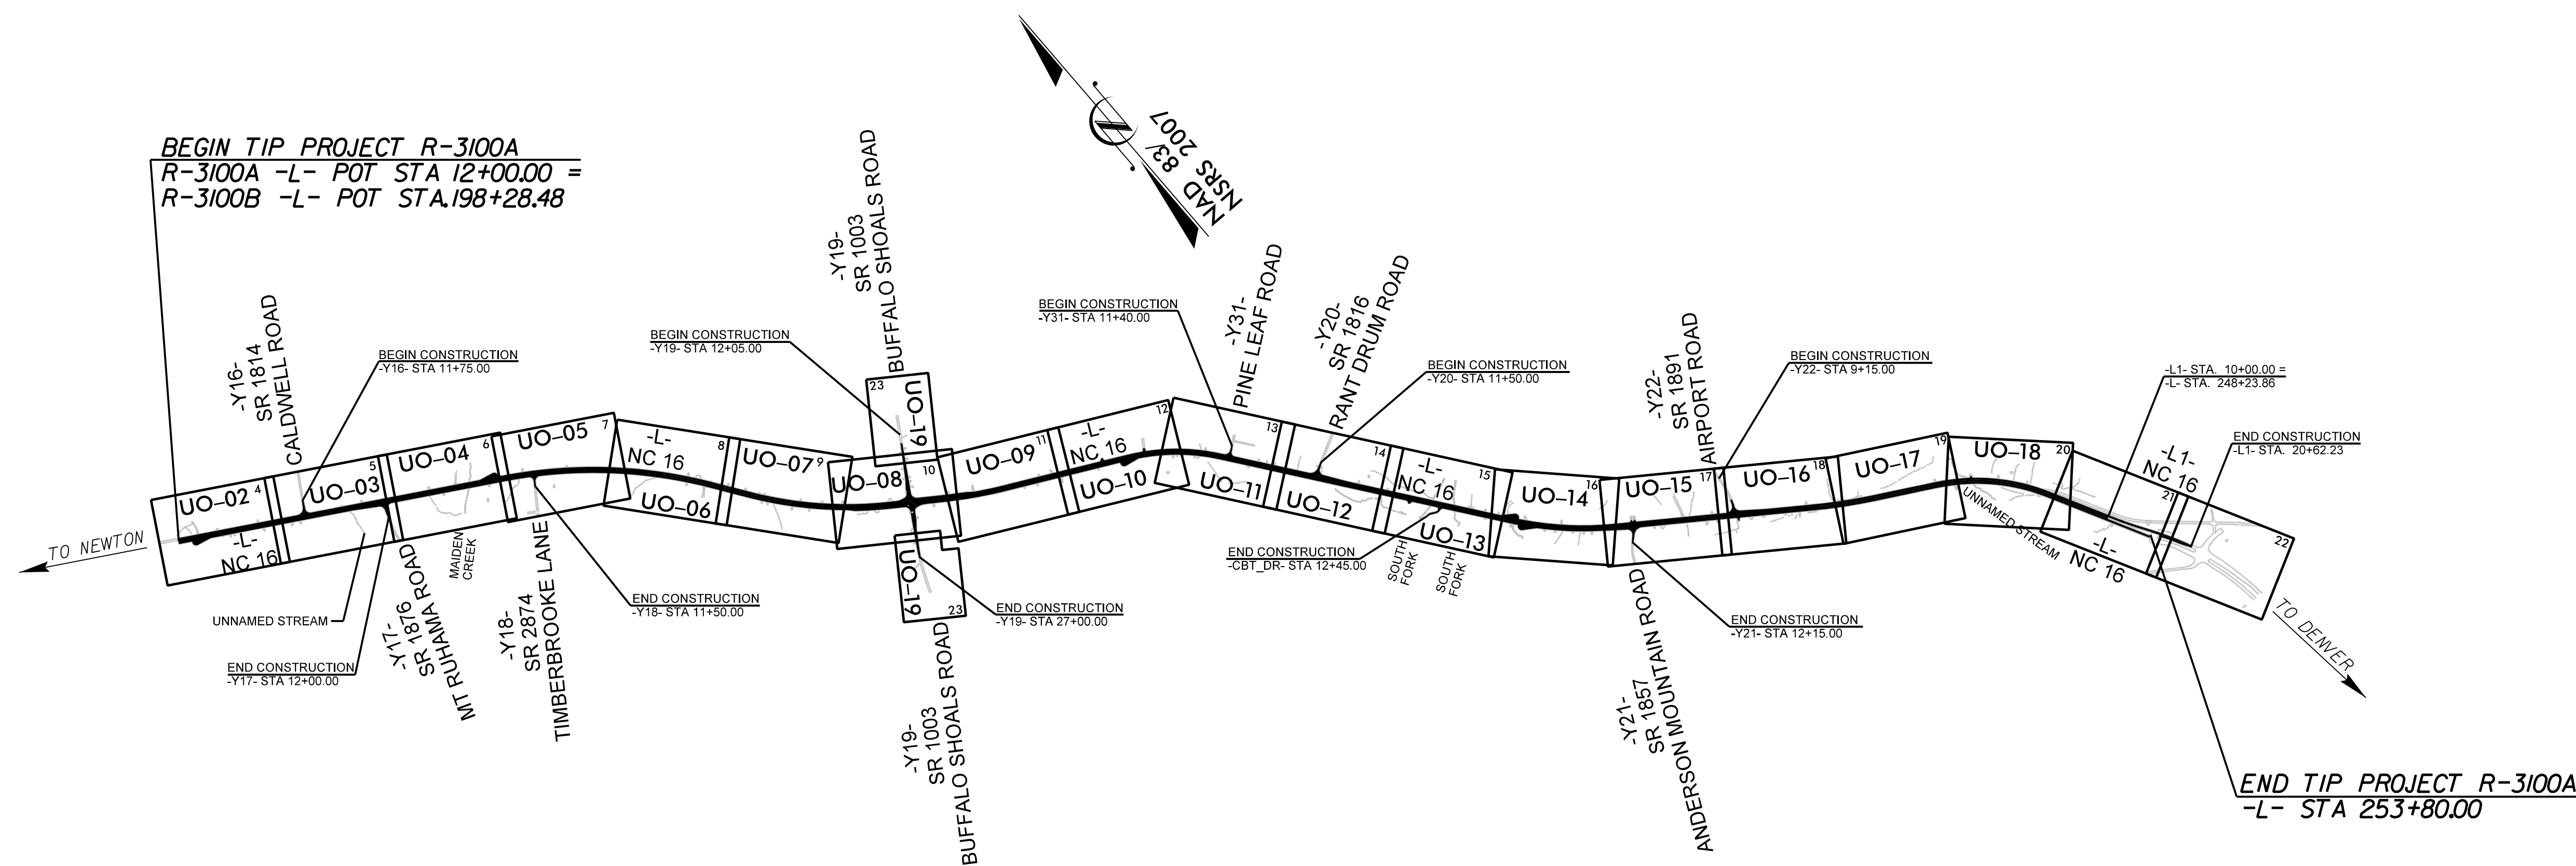 BEGIN TIP PROJECT R-3100A
R-3100A -L- POT STA 12+00.00 =
R-3100B -L- POT STA.198+28.48
NAD 83/
NSRS 2007
TO NEWTON
UO-02
4
-L-
NC 16
-Y16-
SR 1814
CALDWELL ROAD
BEGIN CONSTRUCTION
-Y16- STA 11+75.00
UO-03
5
UNNAMED STREAM
END CONSTRUCTION
-Y17- STA 12+00.00
-Y17-
SR 1876
MT RUHAMA ROAD
UO-04
6
MAIDEN
CREEK
UO-05
7
-Y18-
SR 2874
TIMBERBROOKE LANE
END CONSTRUCTION
-Y18- STA 11+50.00
-L-
NC 16
8
UO-06
UO-07
9
BEGIN CONSTRUCTION
-Y19- STA 12+05.00
-Y19-
SR 1003
BUFFALO SHOALS ROAD
23
UO-19
UO-08
10
UO-19
23
END CONSTRUCTION
-Y19- STA 27+00.00
-Y19-
SR 1003
BUFFALO SHOALS ROAD
UO-09
11
-L-
NC 16
12
UO-10
BEGIN CONSTRUCTION
-Y31- STA 11+40.00
-Y31-
PINE LEAF ROAD
13
UO-11
-Y20-
SR 1816
RANT DRUM ROAD
BEGIN CONSTRUCTION
-Y20- STA 11+50.00
14
UO-12
-L-
NC 16
15
UO-13
END CONSTRUCTION
-CBT_DR- STA 12+45.00
SOUTH
FORK
SOUTH
FORK
UO-14
16
UO-15
17
-Y22-
SR 1891
AIRPORT ROAD
BEGIN CONSTRUCTION
-Y22- STA 9+15.00
END CONSTRUCTION
-Y21- STA 12+15.00
-Y21-
SR 1857
ANDERSON MOUNTAIN ROAD
UO-16
18
UO-17
19
UO-18
20
UNNAMED STREAM
-L1- STA. 10+00.00 =
-L- STA. 248+23.86
-L1-
NC 16
21
-L-
NC 16
END CONSTRUCTION
-L1- STA. 20+62.23
22
TO DENVER
END TIP PROJECT R-3100A
-L- STA 253+80.00